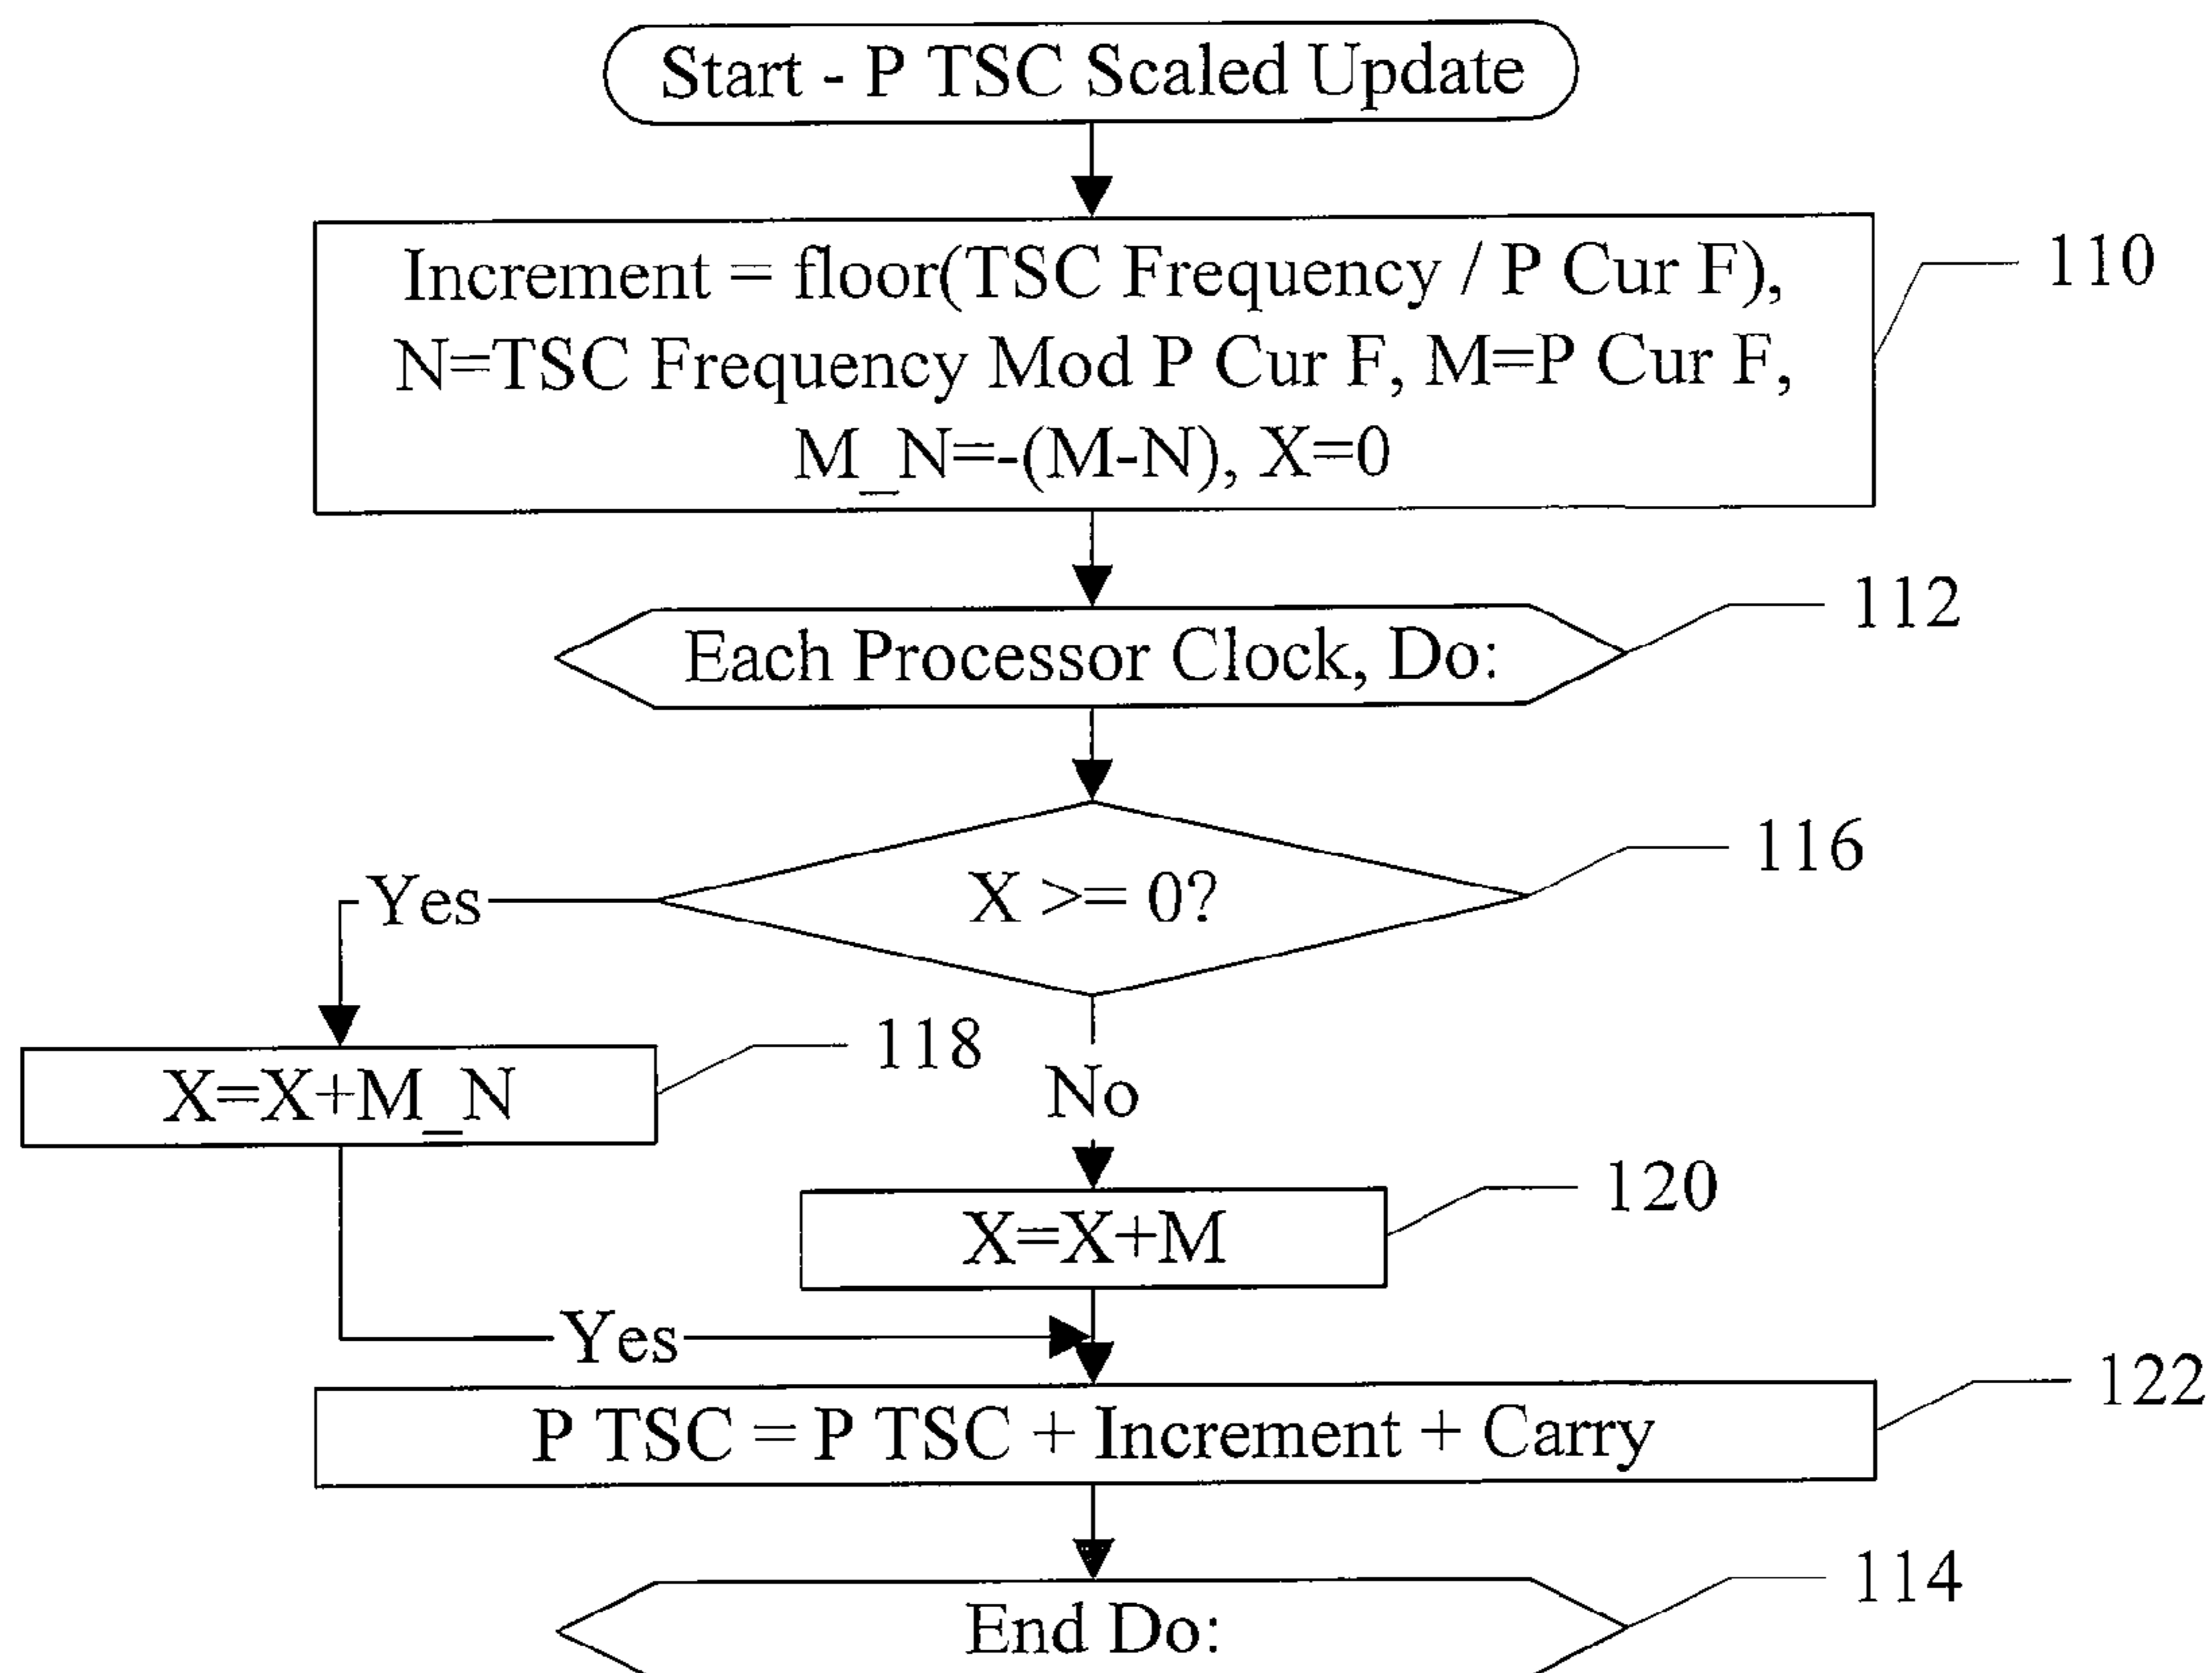 Start - P TSC Scaled Update
Increment = floor(TSC Frequency / P Cur F),
N=TSC Frequency Mod P Cur F, M=P Cur F,
M_N=-(M-N), X=0
110
Each Processor Clock, Do:
112
X >= 0?
116
Yes
No
X=X+M_N
118
X=X+M
120
Yes
P TSC = P TSC + Increment + Carry
122
End Do:
114